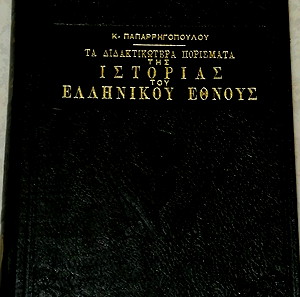 Κ. ΠΑΠΑΡΡΗΓΟΠΟΥΛΟΥ
ΤΑ ΔΙΔΑΚΤΙΚΩΤΕΡΑ ΠΟΡΙΣΜΑΤΑ
ΤΗΣ
ΙΣΤΟΡΙΑΣ
ΤΟΥ
ΕΛΛΗΝΙΚΟΥ ΕΘΝΟΥΣ